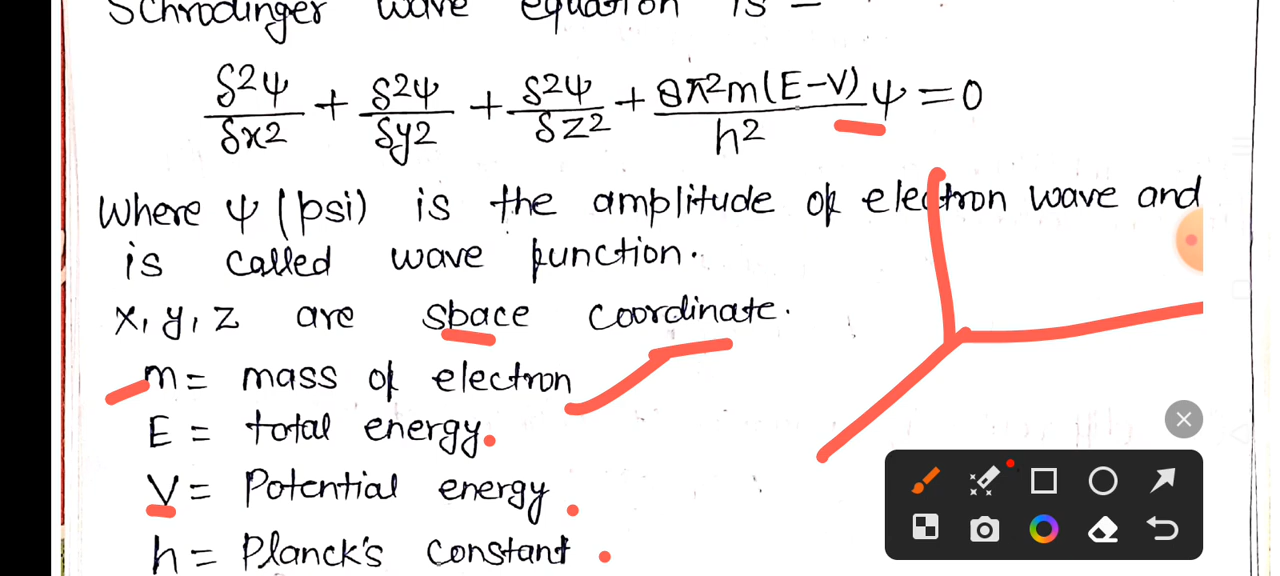 Schrodinger wave equation is -
δ2ψ/δx2 + δ2ψ/δy2 + δ2ψ/δz2 + 8π2m(E-V)/h2 ψ = 0
Where ψ (psi) is the amplitude of electron wave and
is called wave function.
x, y, z are space coordinate.
m = mass of electron
E = total energy.
V = Potential energy.
h = Planck's constant.